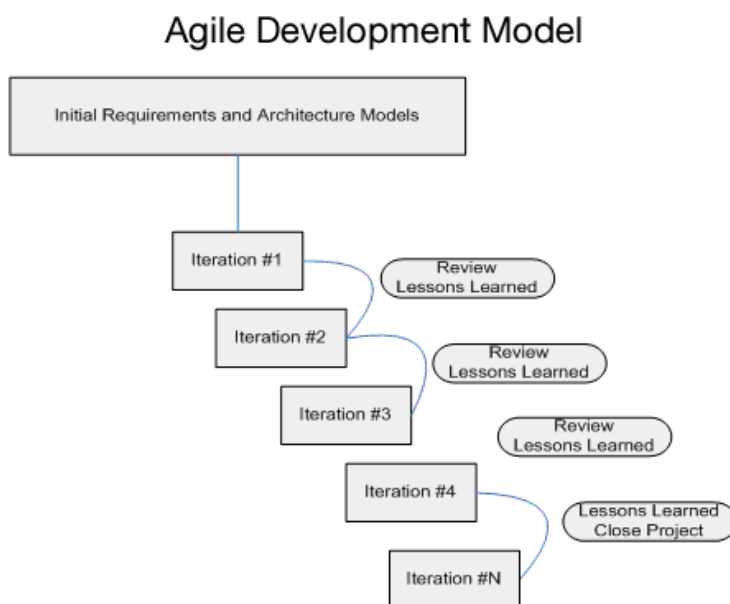 Agile Development Model
Initial Requirements and Architecture Models
Iteration #1
Review
Lessons Learned
Iteration #2
Review
Lessons Learned
Iteration #3
Review
Lessons Learned
Iteration #4
Lessons Learned
Close Project
Iteration #N